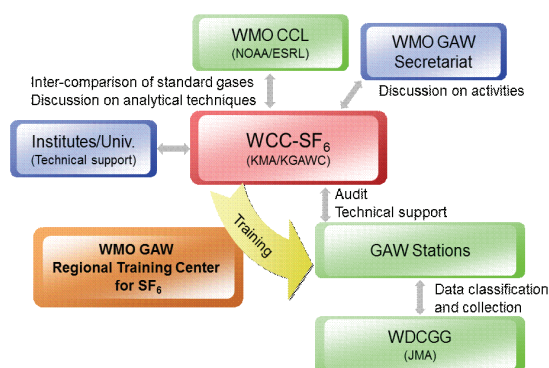 WMO CCL
(NOAA/ESRL)
WMO GAW
Secretariat
Inter-comparison of standard gases
Discussion on analytical techniques
Discussion on activities
Institutes/Univ.
(Technical support)
WCC-SF6
(KMA/KGAWC)
Audit
Technical support
Training
WMO GAW
Regional Training Center
for SF6
GAW Stations
Data classification
and collection
WDCGG
(JMA)